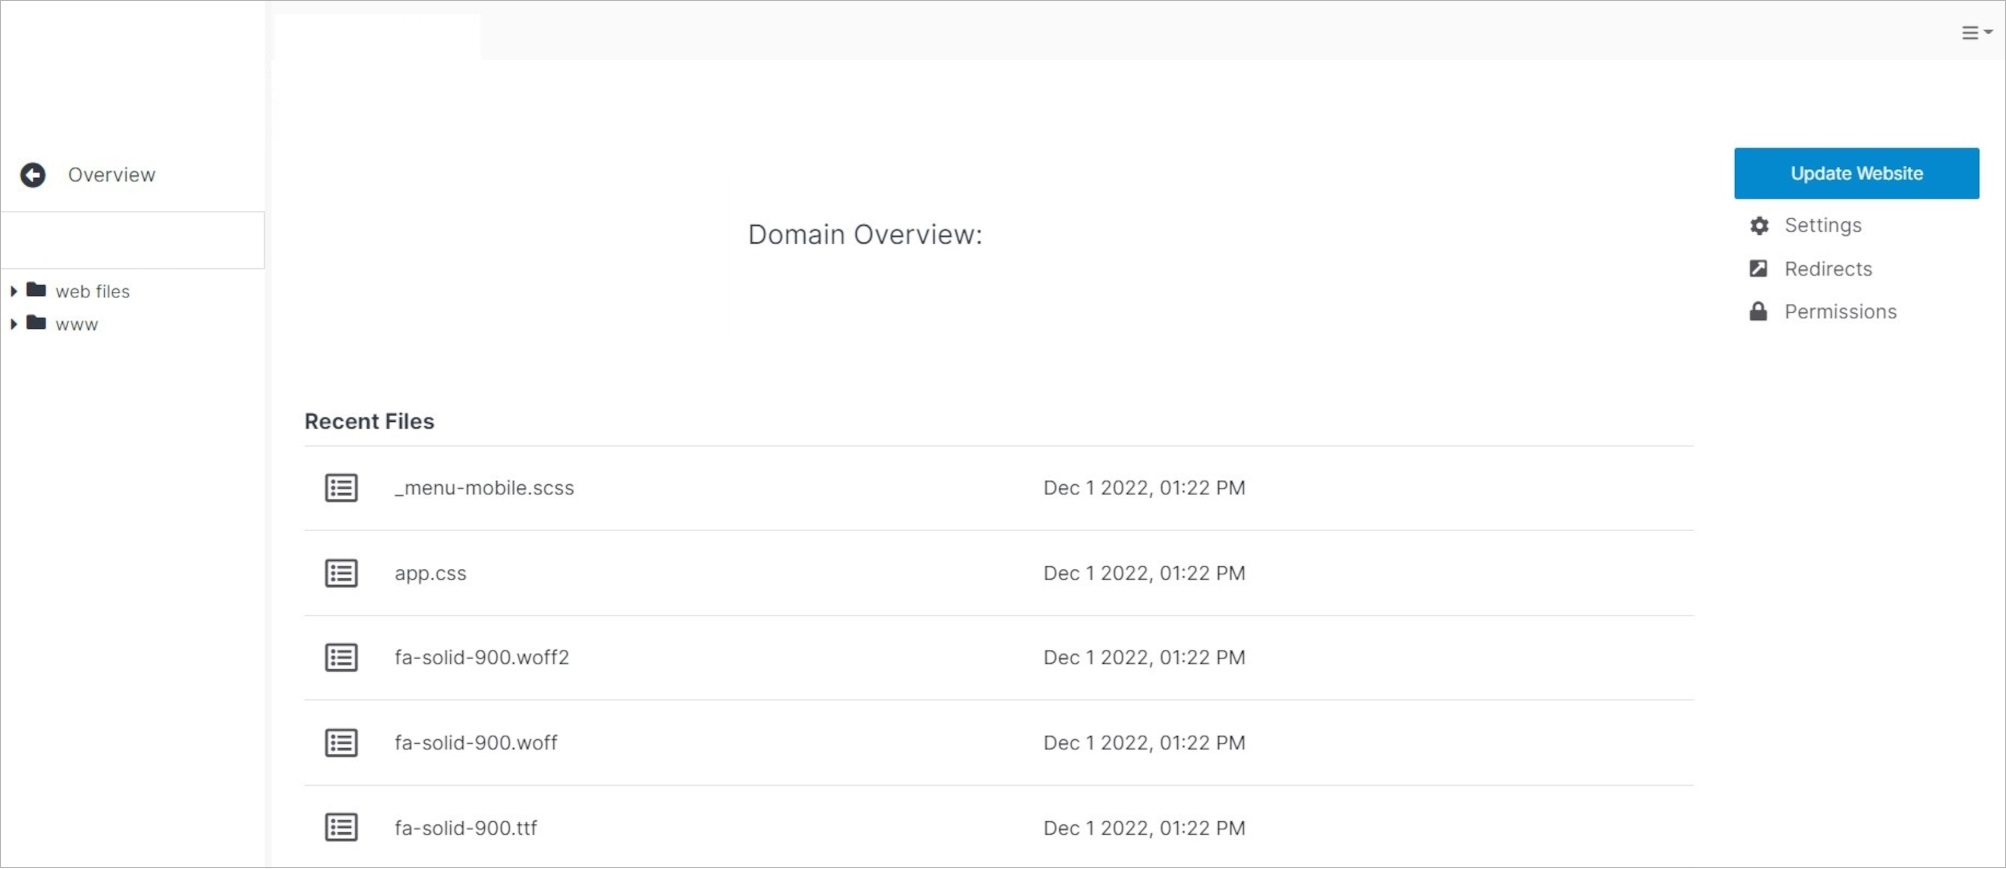 Overview
web files
www
Domain Overview:
Update Website
Settings
Redirects
Permissions
Recent Files
_menu-mobile.scss Dec 1 2022, 01:22 PM
app.css Dec 1 2022, 01:22 PM
fa-solid-900.woff2 Dec 1 2022, 01:22 PM
fa-solid-900.woff Dec 1 2022, 01:22 PM
fa-solid-900.ttf Dec 1 2022, 01:22 PM